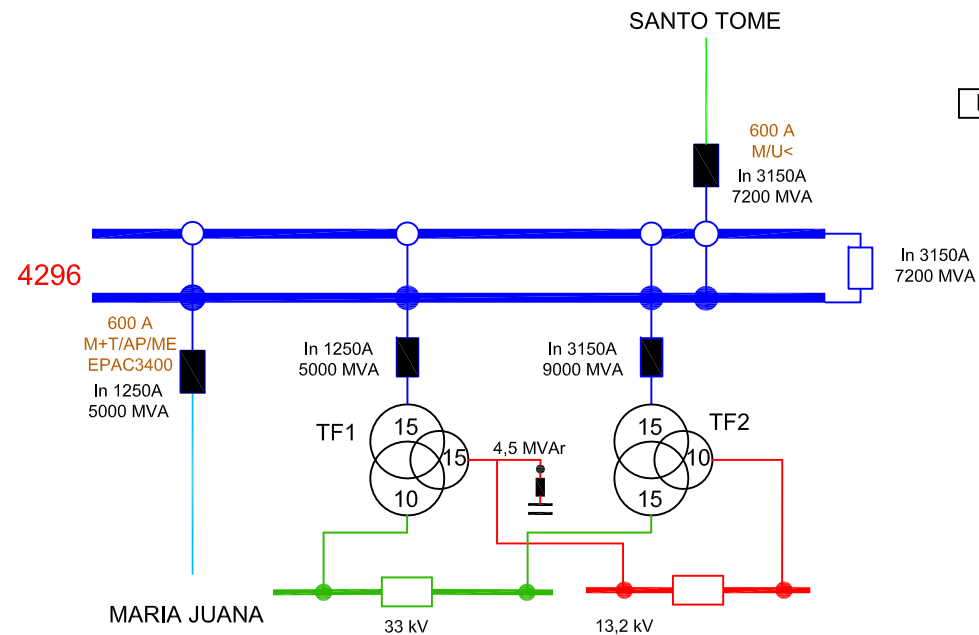 SANTO TOME
600 A
M/U<
In 3150A
7200 MVA
In 3150A
7200 MVA
4296
600 A
M+T/AP/ME
EPAC3400
In 1250A
5000 MVA
In 1250A
5000 MVA
In 3150A
9000 MVA
TF1
15
15
10
4,5 MVAr
TF2
15
10
15
MARIA JUANA
33 kV
13,2 kV